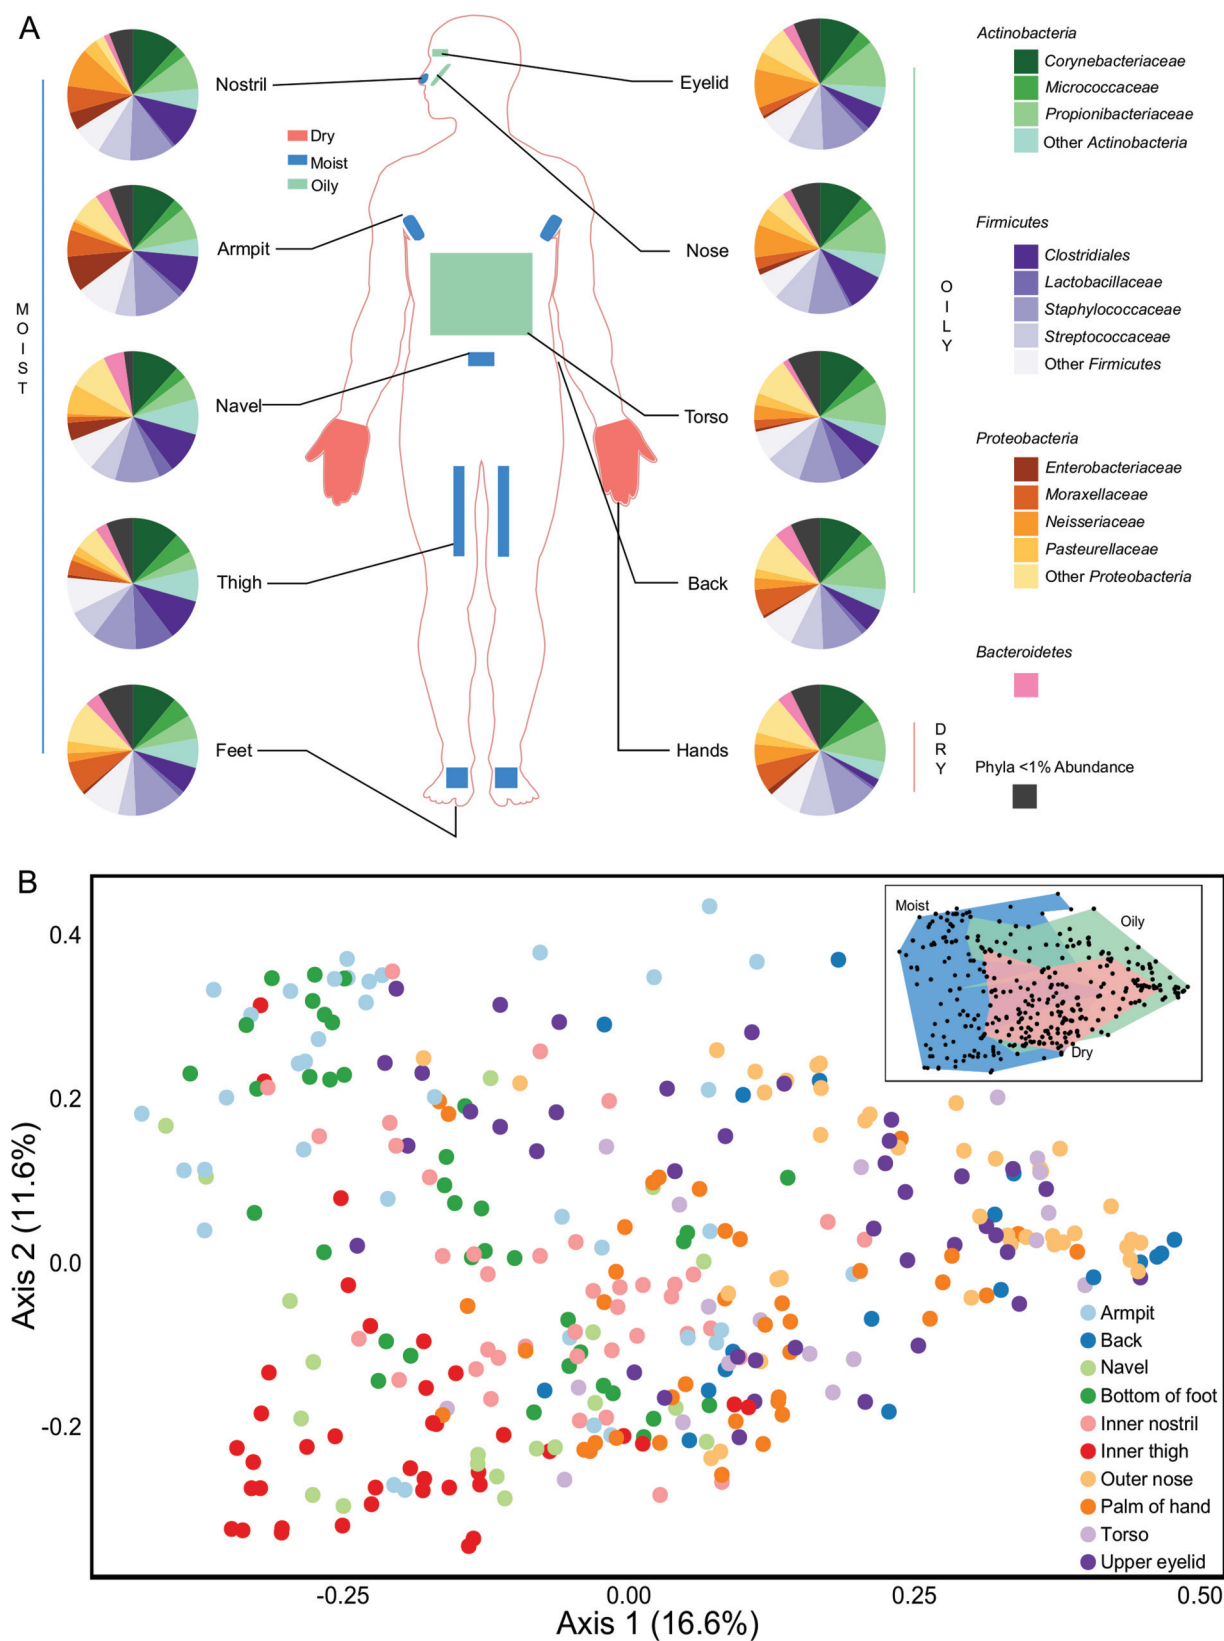 A
Nostril
Armpit
Navel
Thigh
Feet
MOIST
Dry
Moist
Oily
Eyelid
Nose
Torso
Back
Hands
OILY
DRY
Actinobacteria
Corynebacteriaceae
Micrococcaceae
Propionibacteriaceae
Other Actinobacteria
Firmicutes
Clostridiales
Lactobacillaceae
Staphylococcaceae
Streptococcaceae
Other Firmicutes
Proteobacteria
Enterobacteriaceae
Moraxellaceae
Neisseriaceae
Pasteurellaceae
Other Proteobacteria
Bacteroidetes
Phyla <1% Abundance
B
Moist
Oily
Dry
0.4
0.2
0.0
-0.2
Axis 2 (11.6%)
Armpit
Back
Navel
Bottom of foot
Inner nostril
Inner thigh
Outer nose
Palm of hand
Torso
Upper eyelid
-0.25
0.00
0.25
0.50
Axis 1 (16.6%)